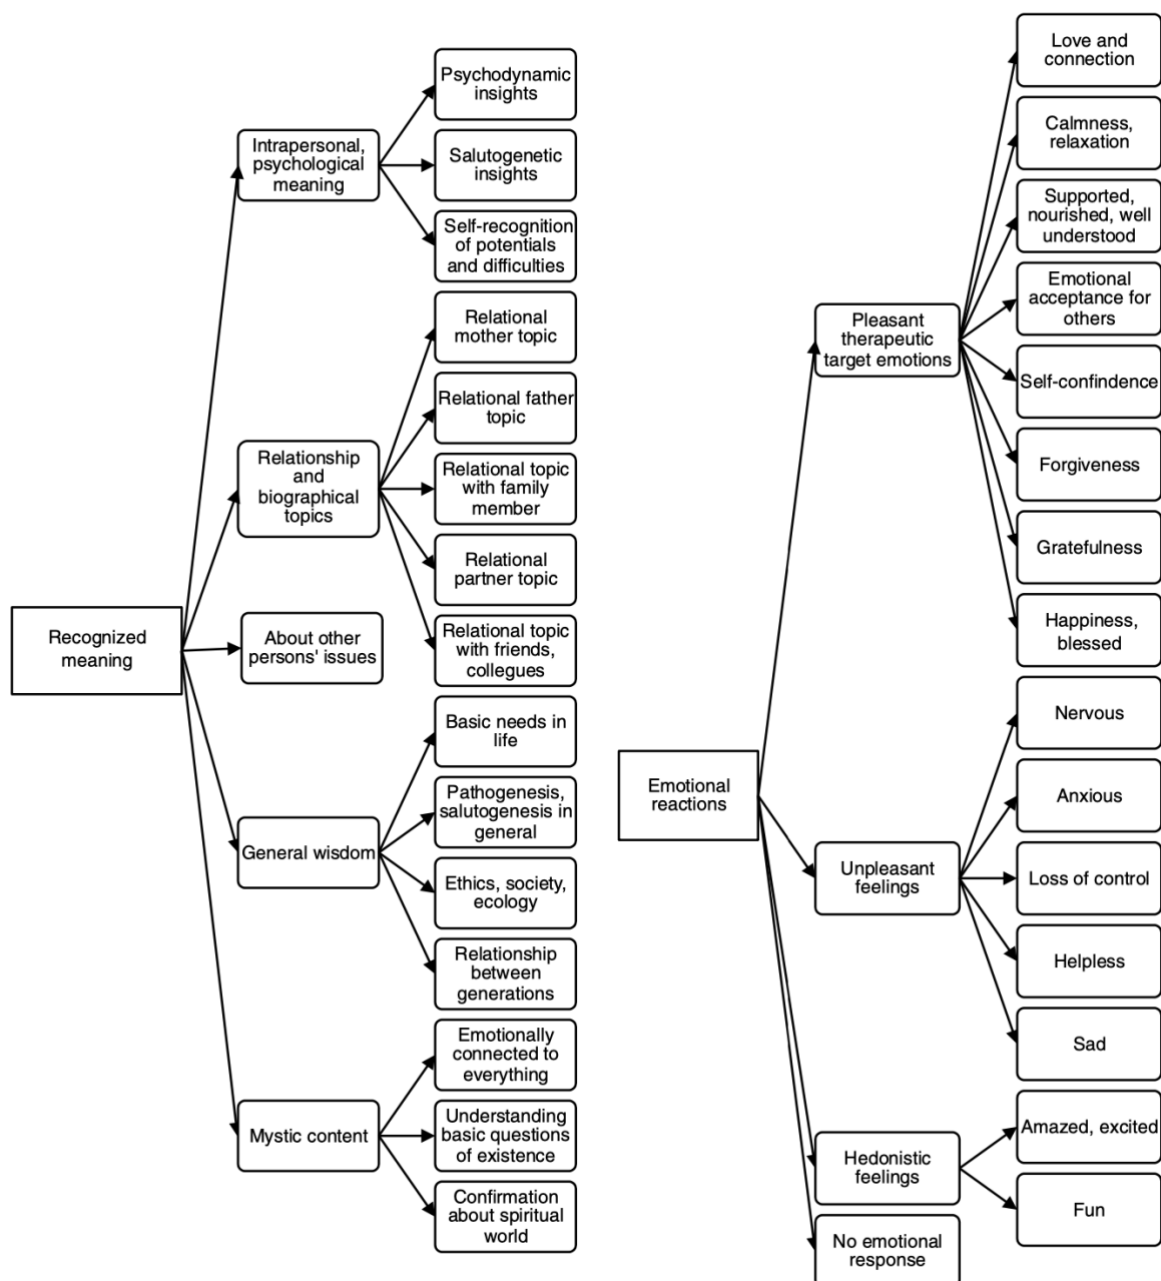 Recognized
meaning
Intrapersonal,
psychological
meaning
Psychodynamic
insights
Salutogenetic
insights
Self-recognition
of potentials
and difficulties
Relationship
and
biographical
topics
Relational
mother topic
Relational father
topic
Relational topic
with family
member
Relational
partner topic
Relational topic
with friends,
collegues
About other
persons' issues
General wisdom
Basic needs in
life
Pathogenesis,
salutogenesis in
general
Ethics, society,
ecology
Relationship
between
generations
Mystic content
Emotionally
connected to
everything
Understanding
basic questions
of existence
Confirmation
about spiritual
world
Emotional
reactions
Pleasant
therapeutic
target emotions
Love and
connection
Calmness,
relaxation
Supported,
nourished, well
understood
Emotional
acceptance for
others
Self-confindence
Forgiveness
Gratefulness
Happiness,
blessed
Unpleasant
feelings
Nervous
Anxious
Loss of control
Helpless
Sad
Hedonistic
feelings
Amazed, excited
Fun
No emotional
response